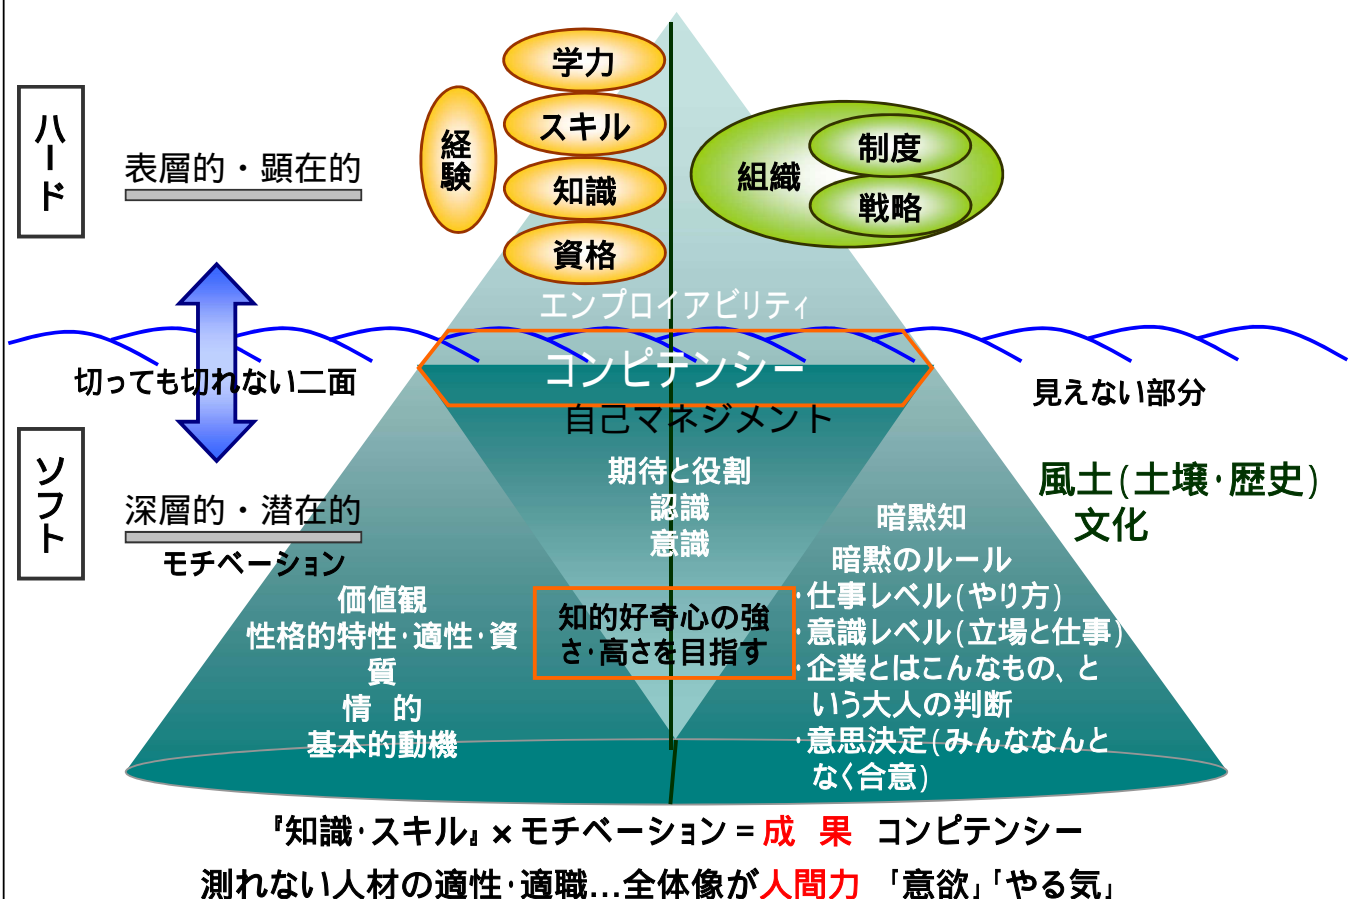 学力
スキル
知識
資格
経験
組織
制度
戦略
ハード
表層的・顕在的
エンプロイアビリティ
コンピテンシー
自己マネジメント
切っても切れない二面
見えない部分
ソフト
深層的・潜在的
モチベーション
風土(土壌･歴史)
文化
期待と役割
認識
意識
知的好奇心の強
さ･高さを目指す
価値観
性格的特性･適性･資
質
情 的
基本的動機
暗黙知
暗黙のルール
･仕事レベル(やり方)
･意識レベル(立場と仕事)
･企業とはこんなもの、と
いう大人の判断
･意思決定(みんななんと
なく合意)
『知識･スキル』×モチベーション=成 果 コンピテンシー
測れない人材の適性･適職…全体像が人間力 「意欲」「やる気」